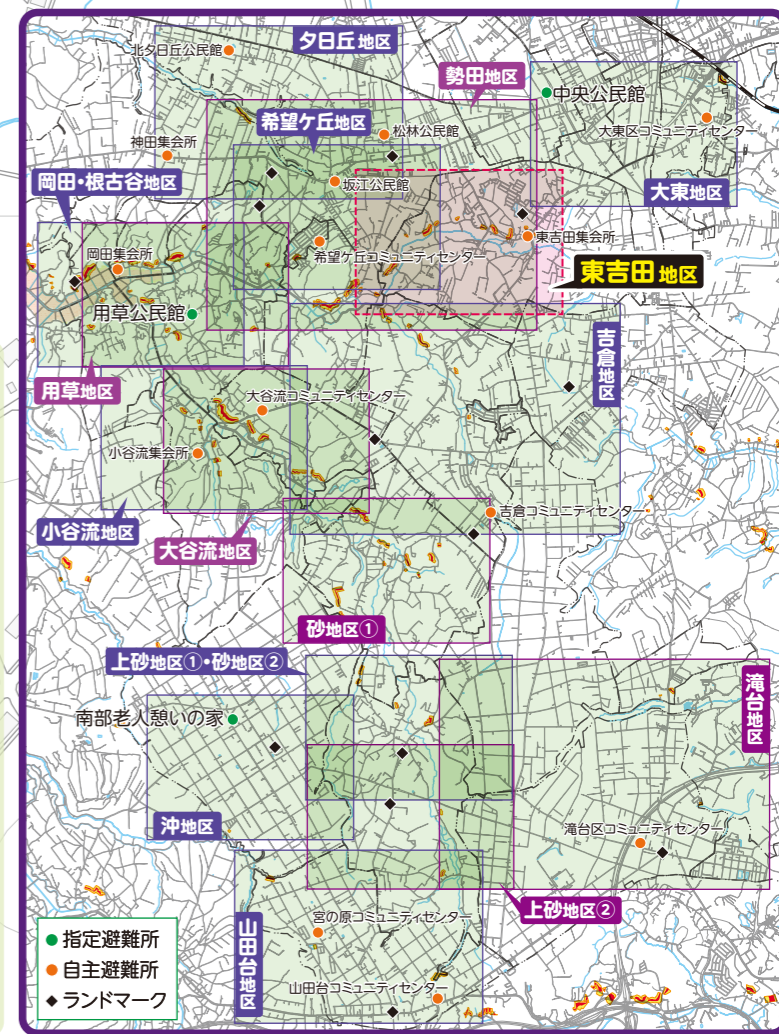 夕日丘地区
北夕日丘公民館
勢田地区
中央公民館
大東区コミュニティセンター
希望ケ丘地区
松林公民館
神田集会所
岡田・根古谷地区
坂江公民館
大東地区
東吉田集会所
岡田集会所
希望ケ丘コミュニティセンター
東吉田地区
用草公民館
吉倉地区
用草地区
大谷流コミュニティセンター
小谷流集会所
吉倉コミュニティセンター
小谷流地区
大谷流地区
砂地区①
上砂地区①・砂地区②
滝台地区
南部老人憩いの家
沖地区
滝台区コミュニティセンター
上砂地区②
宮の原コミュニティセンター
山田台地区
山田台コミュニティセンター
指定避難所
自主避難所
ランドマーク